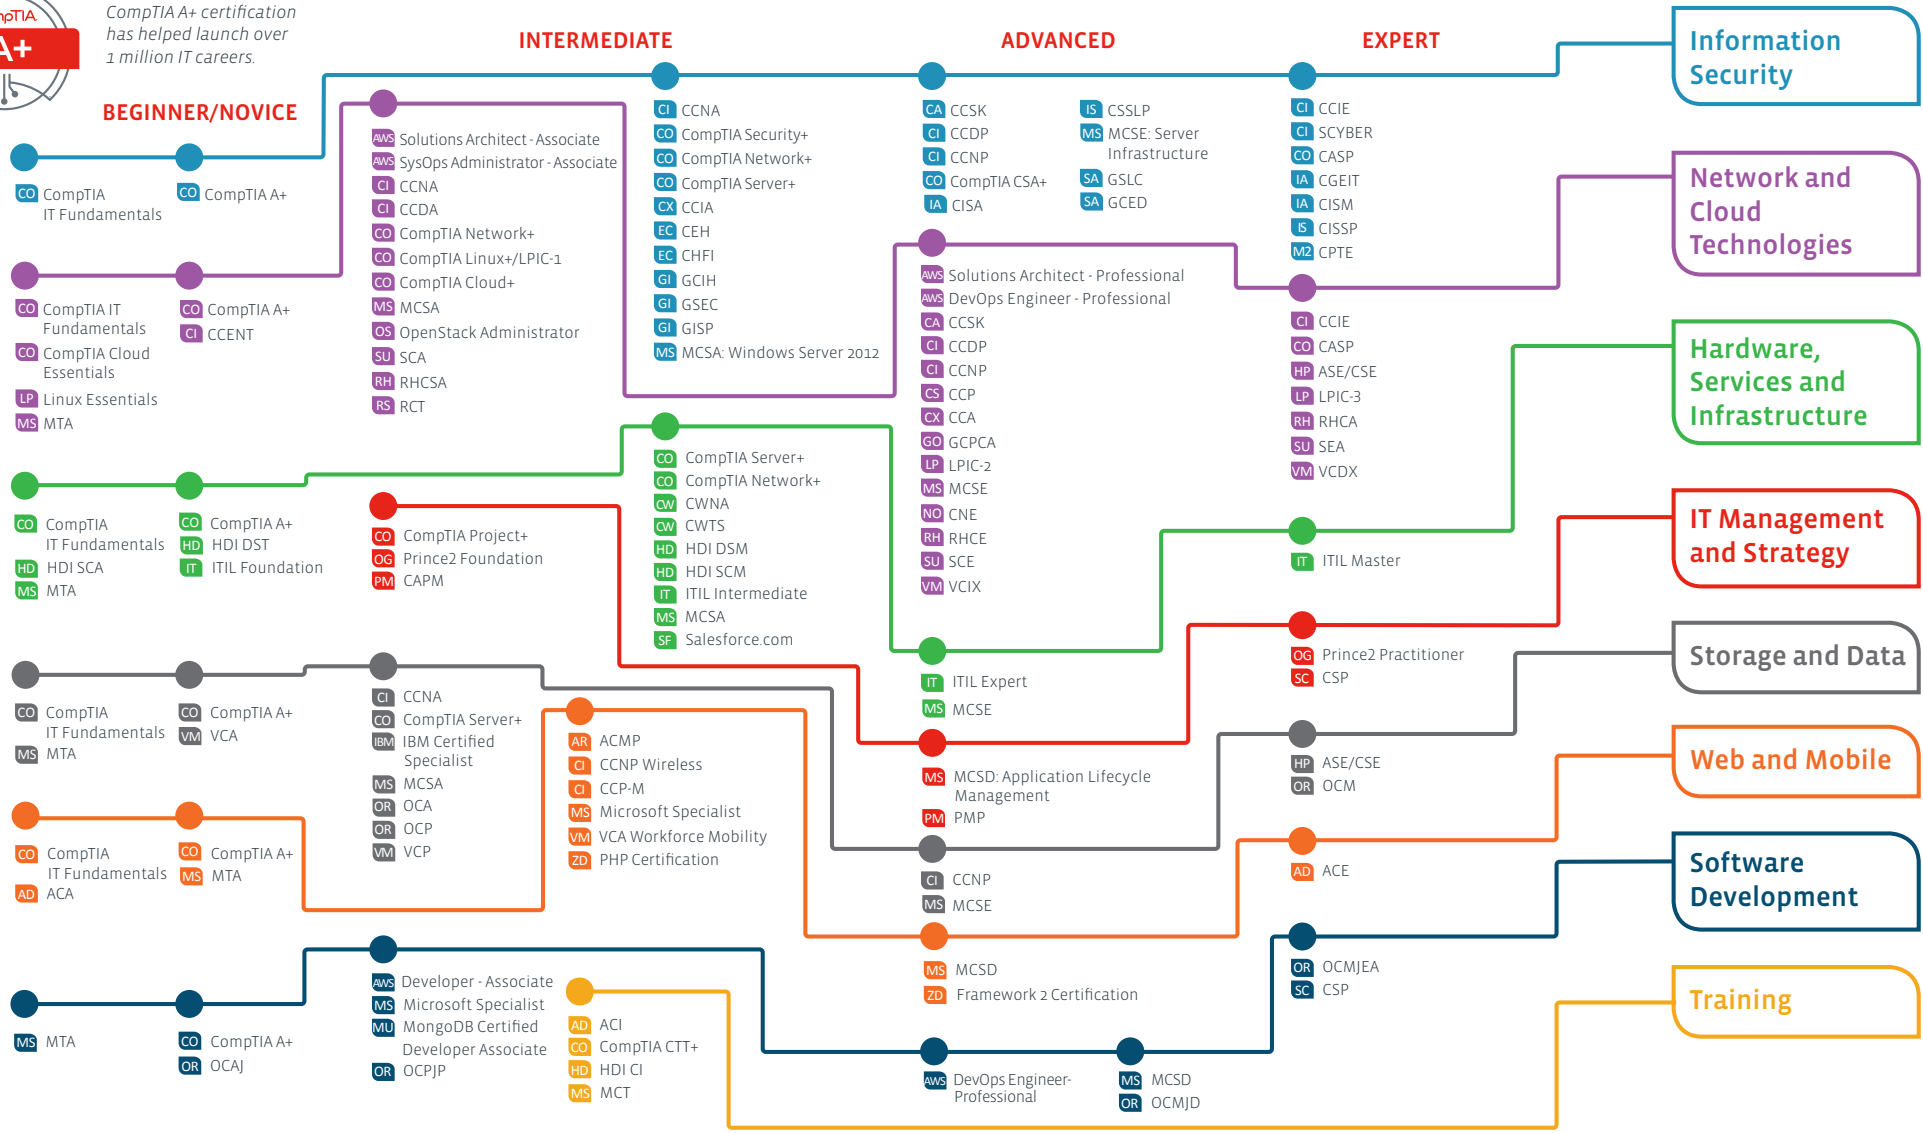 A+
CompTIA A+ certification
has helped launch over
1 million IT careers.
BEGINNER/NOVICE
INTERMEDIATE
ADVANCED
EXPERT
Information
Security
CO CompTIA
IT Fundamentals
CO CompTIA A+
CI CCNA
CO CompTIA Security+
CO CompTIA Network+
CO CompTIA Server+
CX CCIA
EC CEH
EC CHFI
GI GCIH
GI GSEC
GI GISP
MS MCSA: Windows Server 2012
CA CCSK
CI CCDP
CI CCNP
CO CompTIA CSA+
IA CISA
IS CSSLP
MS MCSE: Server
Infrastructure
SA GSLC
SA GCED
CI CCIE
CI SCYBER
CO CASP
IA CGEIT
IA CISM
IS CISSP
M2 CPTE
Network and
Cloud
Technologies
CO CompTIA IT
Fundamentals
CO CompTIA Cloud
Essentials
LP Linux Essentials
MS MTA
CO CompTIA A+
CI CCENT
AWS Solutions Architect - Associate
AWS SysOps Administrator - Associate
CI CCNA
CI CCDA
CO CompTIA Network+
CO CompTIA Linux+/LPIC-1
CO CompTIA Cloud+
MS MCSA
OS OpenStack Administrator
SU SCA
RH RHCSA
RS RCT
AWS Solutions Architect - Professional
AWS DevOps Engineer - Professional
CA CCSK
CI CCDP
CI CCNP
CS CCP
CX CCA
GO GCPCA
LP LPIC-2
MS MCSE
NO CNE
RH RHCE
SU SCE
VM VCIX
CI CCIE
CO CASP
HP ASE/CSE
LP LPIC-3
RH RHCA
SU SEA
VM VCDX
Hardware,
Services and
Infrastructure
CO CompTIA
IT Fundamentals
HD HDI SCA
MS MTA
CO CompTIA A+
HD HDI DST
IT ITIL Foundation
CO CompTIA Server+
CO CompTIA Network+
CW CWNA
CW CWTS
HD HDI DSM
HD HDI SCM
IT ITIL Intermediate
MS MCSA
SF Salesforce.com
IT ITIL Expert
MS MCSE
IT ITIL Master
IT Management
and Strategy
CO CompTIA Project+
OG Prince2 Foundation
PM CAPM
MS MCSD: Application Lifecycle
Management
PM PMP
OG Prince2 Practitioner
SC CSP
Storage and Data
CO CompTIA
IT Fundamentals
MS MTA
CO CompTIA A+
VM VCA
CI CCNA
CO CompTIA Server+
IBM IBM Certified
Specialist
MS MCSA
OR OCA
OR OCP
VM VCP
CI CCNP
MS MCSE
HP ASE/CSE
OR OCM
Web and Mobile
CO CompTIA
IT Fundamentals
AD ACA
CO CompTIA A+
MS MTA
AR ACMP
CI CCNP Wireless
CI CCP-M
MS Microsoft Specialist
VM VCA Workforce Mobility
ZD PHP Certification
MS MCSD
ZD Framework 2 Certification
AD ACE
Software
Development
MS MTA
CO CompTIA A+
OR OCAJ
AWS Developer - Associate
MS Microsoft Specialist
MU MongoDB Certified
Developer Associate
OR OCPJP
AWS DevOps Engineer-
Professional
MS MCSD
OR OCMJD
OR OCMJEA
SC CSP
Training
AD ACI
CO CompTIA CTT+
HD HDI CI
MS MCT